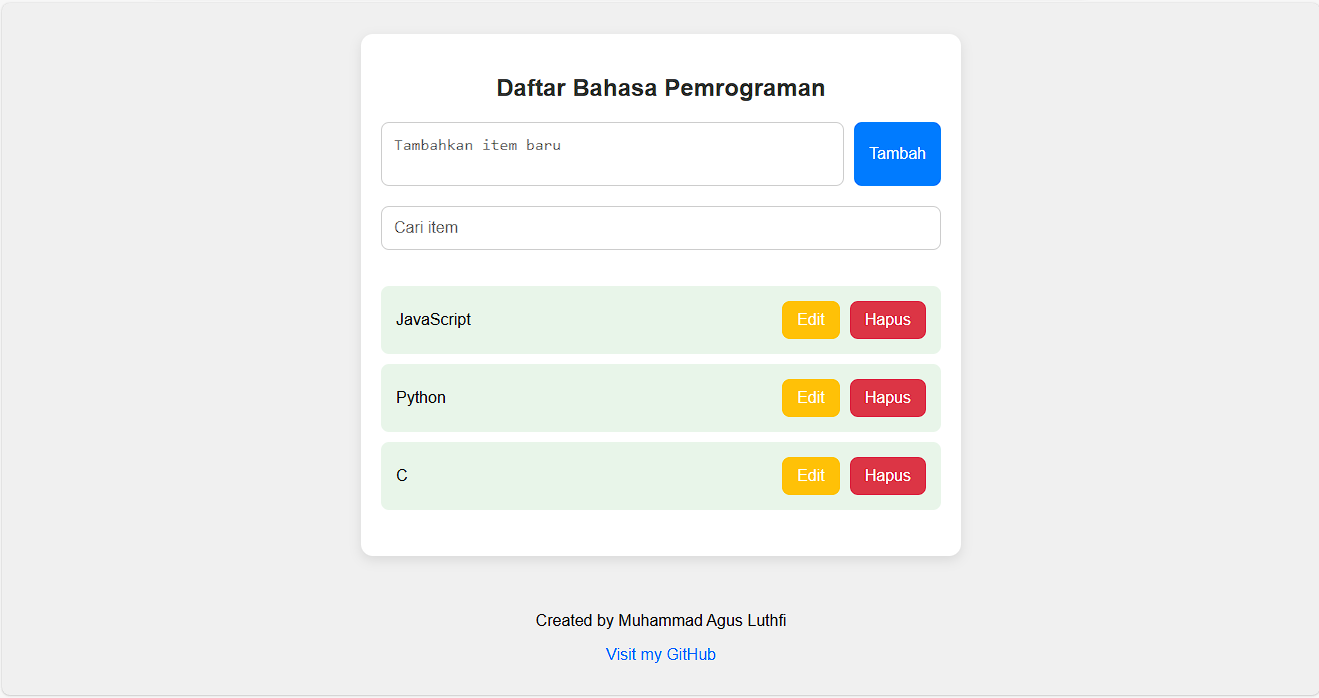 Daftar Bahasa Pemrograman
Tambahkan item baru
Tambah
Cari item
JavaScript Edit Hapus
Python Edit Hapus
C Edit Hapus
Created by Muhammad Agus Luthfi
Visit my GitHub